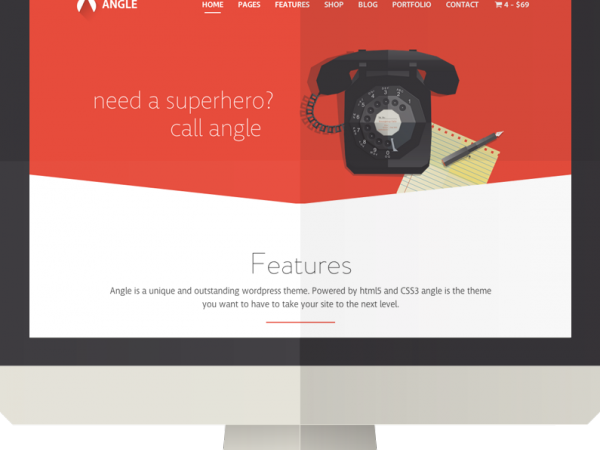 ANGLE
HOME PAGES FEATURES SHOP BLOG PORTFOLIO CONTACT 4 - $69
need a superhero?
call angle
Features
Angle is a unique and outstanding wordpress theme. Powered by html5 and CSS3 angle is the theme
you want to have to take your site to the next level.